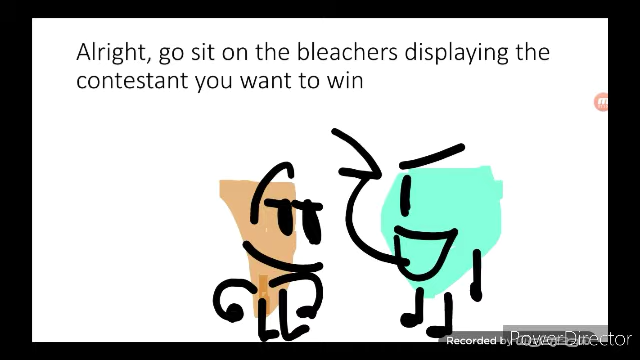 Alright, go sit on the bleachers displaying the
contestant you want to win
Recorded by
PowerDirector